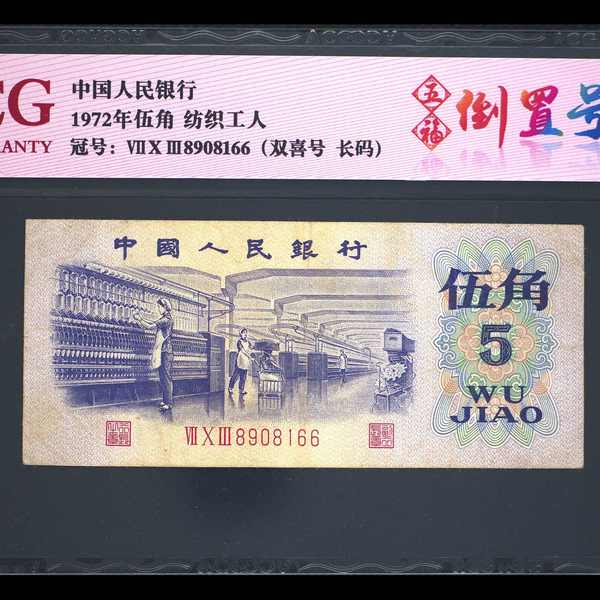 CG
RANTY
中国人民银行
1972年伍角 纺织工人
冠号：ⅦⅩⅢ8908166（双喜号 长码）
五福
倒置号
中國人民銀行
伍角
5
WU
JIAO
ⅦⅩⅢ8908166